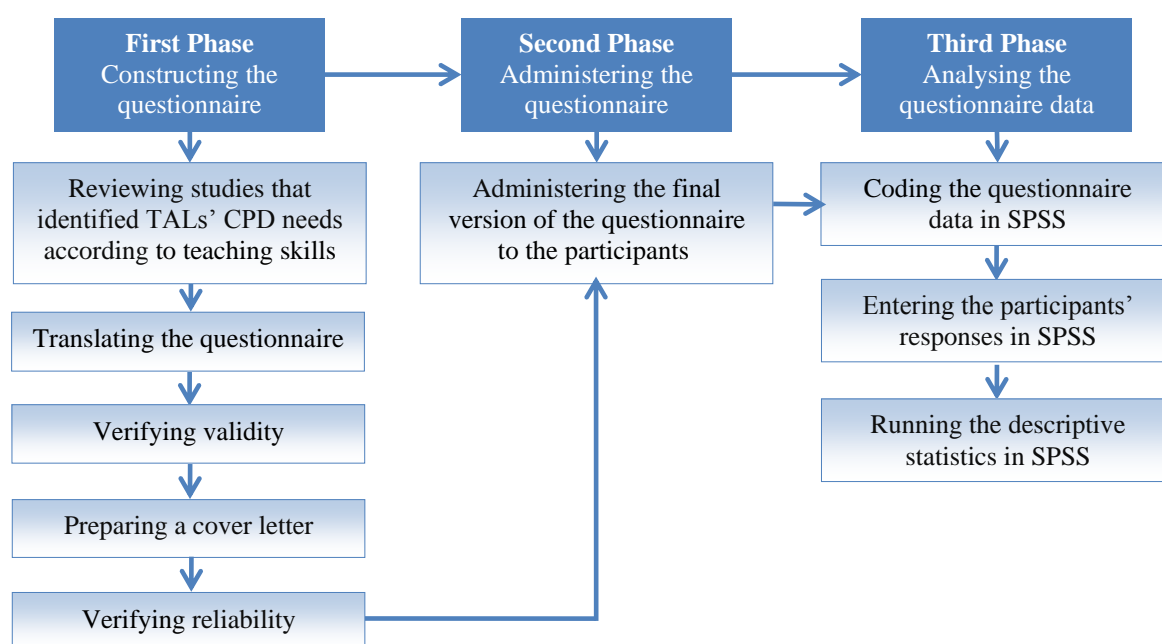 First Phase
Constructing the
questionnaire
Reviewing studies that
identified TALs’ CPD needs
according to teaching skills
Translating the questionnaire
Verifying validity
Preparing a cover letter
Verifying reliability
Second Phase
Administering the
questionnaire
Administering the final
version of the questionnaire
to the participants
Third Phase
Analysing the
questionnaire data
Coding the questionnaire
data in SPSS
Entering the participants’
responses in SPSS
Running the descriptive
statistics in SPSS